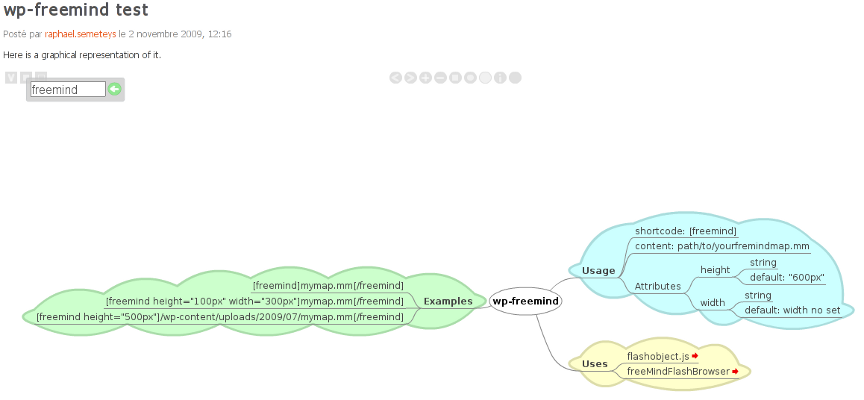 wp-freemind test
Posté par raphael.semeteys le 2 novembre 2009, 12:16
Here is a graphical representation of it.
freemind
[freemind]mymap.mm[/freemind]
[freemind height="100px" width="300px"]mymap.mm[/freemind]
[freemind height="500px"]/wp-content/uploads/2009/07/mymap.mm[/freemind]
Examples
wp-freemind
Usage
shortcode: [freemind]
content: path/to/yourfremindmap.mm
Attributes
height
string
default: "600px"
width
string
default: width no set
Uses
flashobject.js
freeMindFlashBrowser